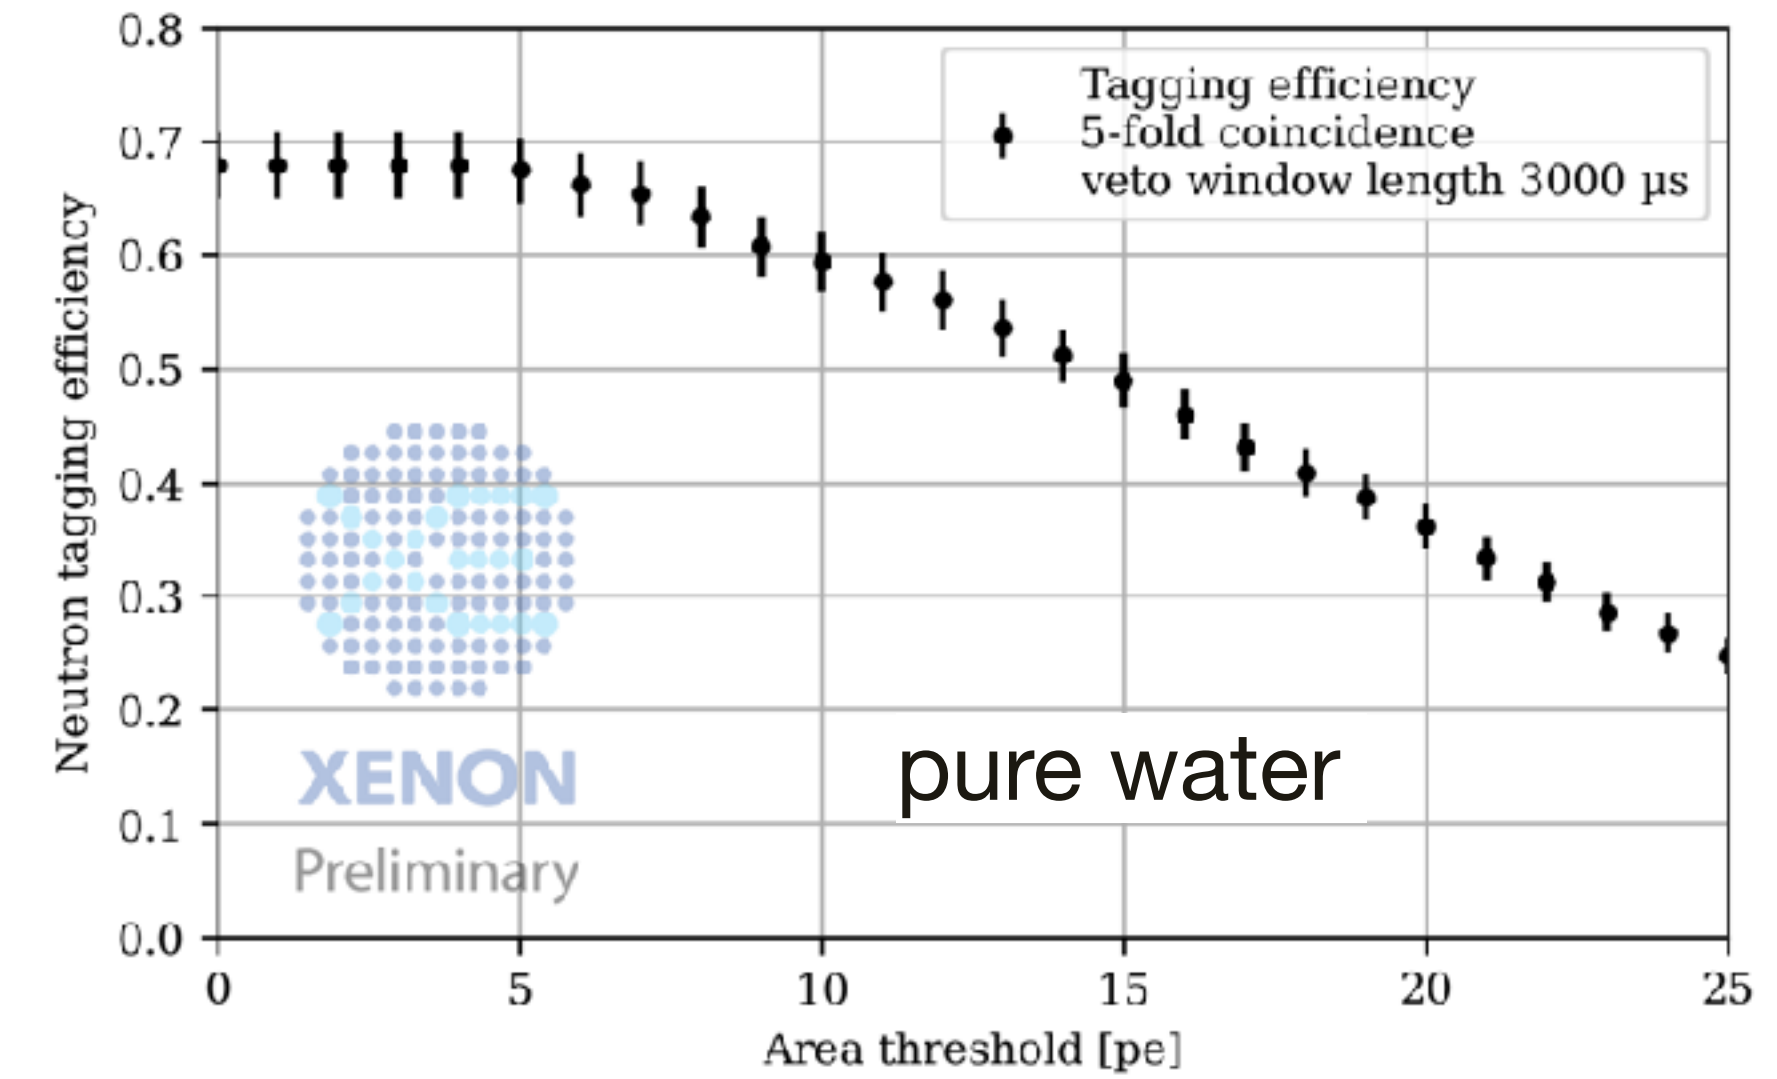 0.8
0.7
0.6
0.5
0.4
0.3
0.2
0.1
0.0
Neutron tagging efficiency
Tagging efficiency
5-fold coincidence
veto window length 3000 µs
XENON
Preliminary
pure water
0 5 10 15 20 25
Area threshold [pe]